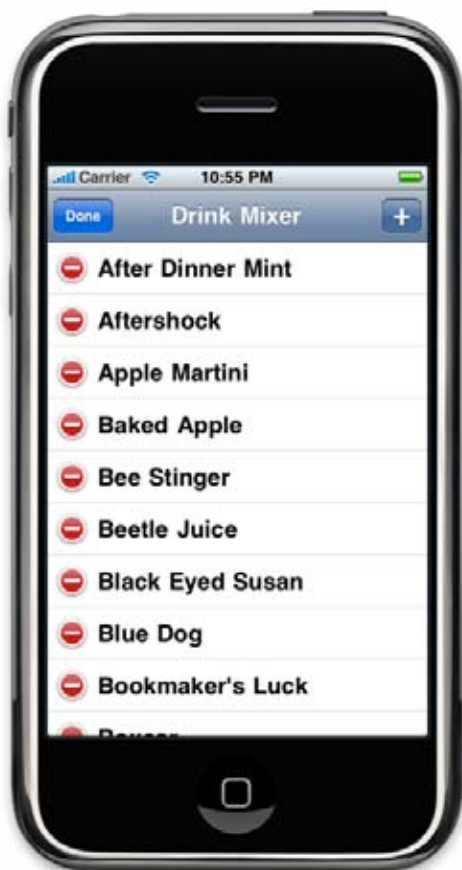 Carrier 10:55 PM
Done Drink Mixer +
After Dinner Mint
Aftershock
Apple Martini
Baked Apple
Bee Stinger
Beetle Juice
Black Eyed Susan
Blue Dog
Bookmaker's Luck